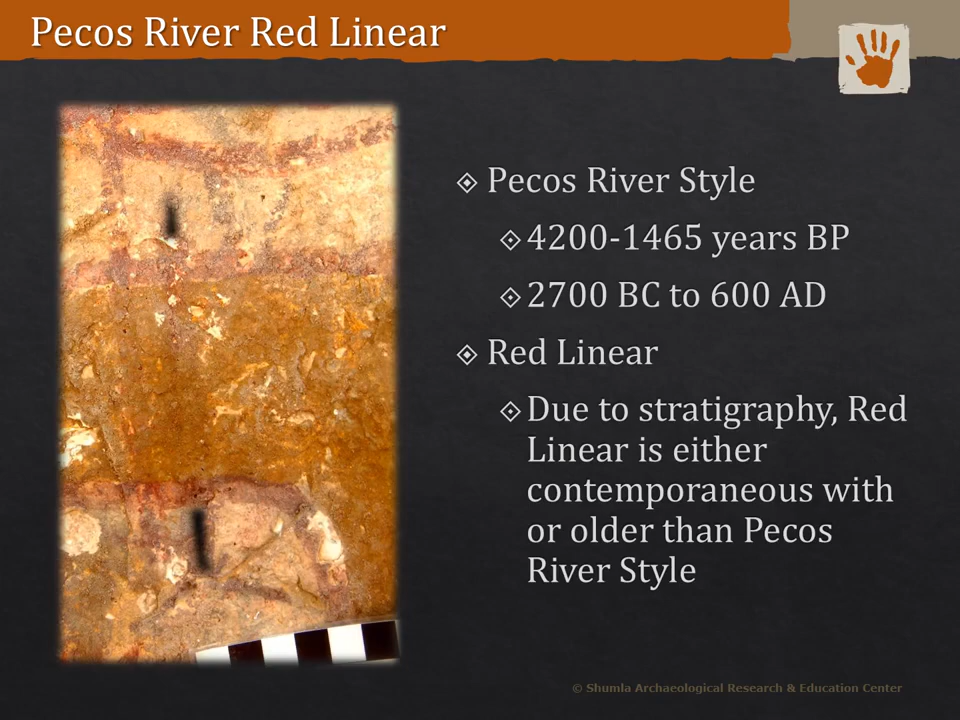 Pecos River Red Linear
Pecos River Style
4200-1465 years BP
2700 BC to 600 AD
Red Linear
Due to stratigraphy, Red
Linear is either
contemporaneous with
or older than Pecos
River Style
© Shumla Archaeological Research & Education Center